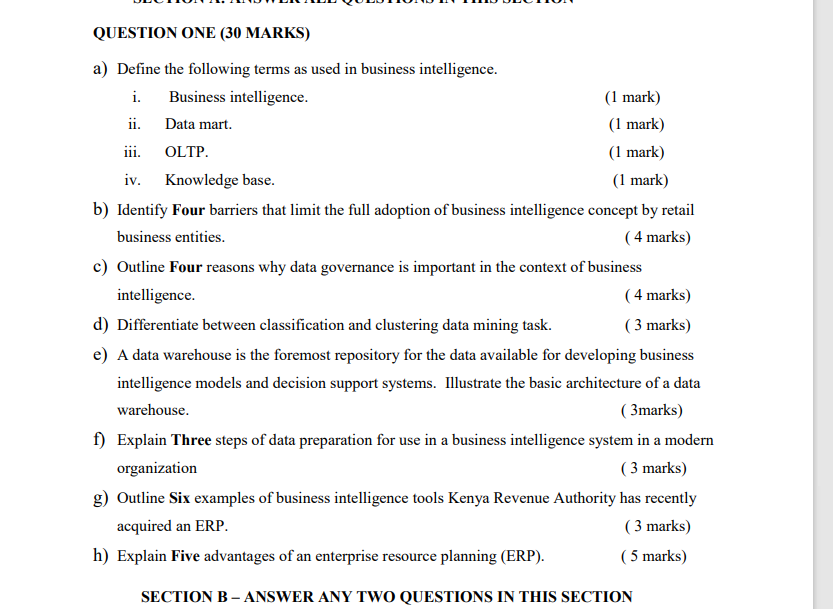 SECTION A: ANSWER ALL QUESTIONS IN THIS SECTION
QUESTION ONE (30 MARKS)
a) Define the following terms as used in business intelligence.
i. Business intelligence. (1 mark)
ii. Data mart. (1 mark)
iii. OLTP. (1 mark)
iv. Knowledge base. (1 mark)
b) Identify Four barriers that limit the full adoption of business intelligence concept by retail
business entities. ( 4 marks)
c) Outline Four reasons why data governance is important in the context of business
intelligence. ( 4 marks)
d) Differentiate between classification and clustering data mining task. ( 3 marks)
e) A data warehouse is the foremost repository for the data available for developing business
intelligence models and decision support systems. Illustrate the basic architecture of a data
warehouse. ( 3marks)
f) Explain Three steps of data preparation for use in a business intelligence system in a modern
organization ( 3 marks)
g) Outline Six examples of business intelligence tools Kenya Revenue Authority has recently
acquired an ERP. ( 3 marks)
h) Explain Five advantages of an enterprise resource planning (ERP). ( 5 marks)
SECTION B – ANSWER ANY TWO QUESTIONS IN THIS SECTION